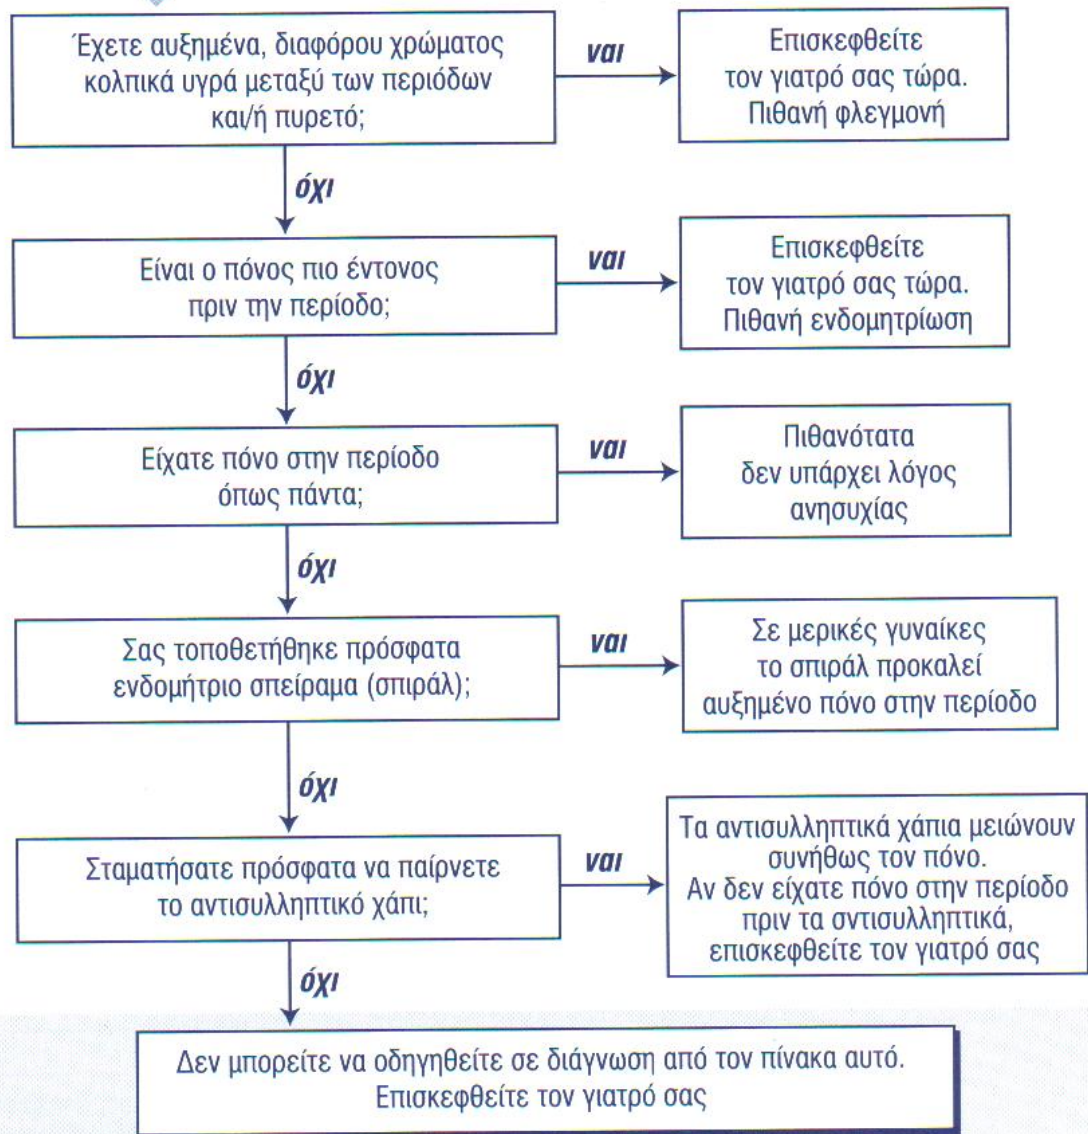 Έχετε αυξημένα, διαφόρου χρώματος
κολπικά υγρά μεταξύ των περιόδων
και/ή πυρετό;
ναι
Επισκεφθείτε
τον γιατρό σας τώρα.
Πιθανή φλεγμονή
όχι
Είναι ο πόνος πιο έντονος
πριν την περίοδο;
ναι
Επισκεφθείτε
τον γιατρό σας τώρα.
Πιθανή ενδομητρίωση
όχι
Είχατε πόνο στην περίοδο
όπως πάντα;
ναι
Πιθανότατα
δεν υπάρχει λόγος
ανησυχίας
όχι
Σας τοποθετήθηκε πρόσφατα
ενδομήτριο σπείραμα (σπιράλ);
ναι
Σε μερικές γυναίκες
το σπιράλ προκαλεί
αυξημένο πόνο στην περίοδο
όχι
Σταματήσατε πρόσφατα να παίρνετε
το αντισυλληπτικό χάπι;
ναι
Τα αντισυλληπτικά χάπια μειώνουν
συνήθως τον πόνο.
Αν δεν είχατε πόνο στην περίοδο
πριν τα σντισυλληπτικά,
επισκεφθείτε τον γιατρό σας
όχι
Δεν μπορείτε να οδηγηθείτε σε διάγνωση από τον πίνακα αυτό.
Επισκεφθείτε τον γιατρό σας